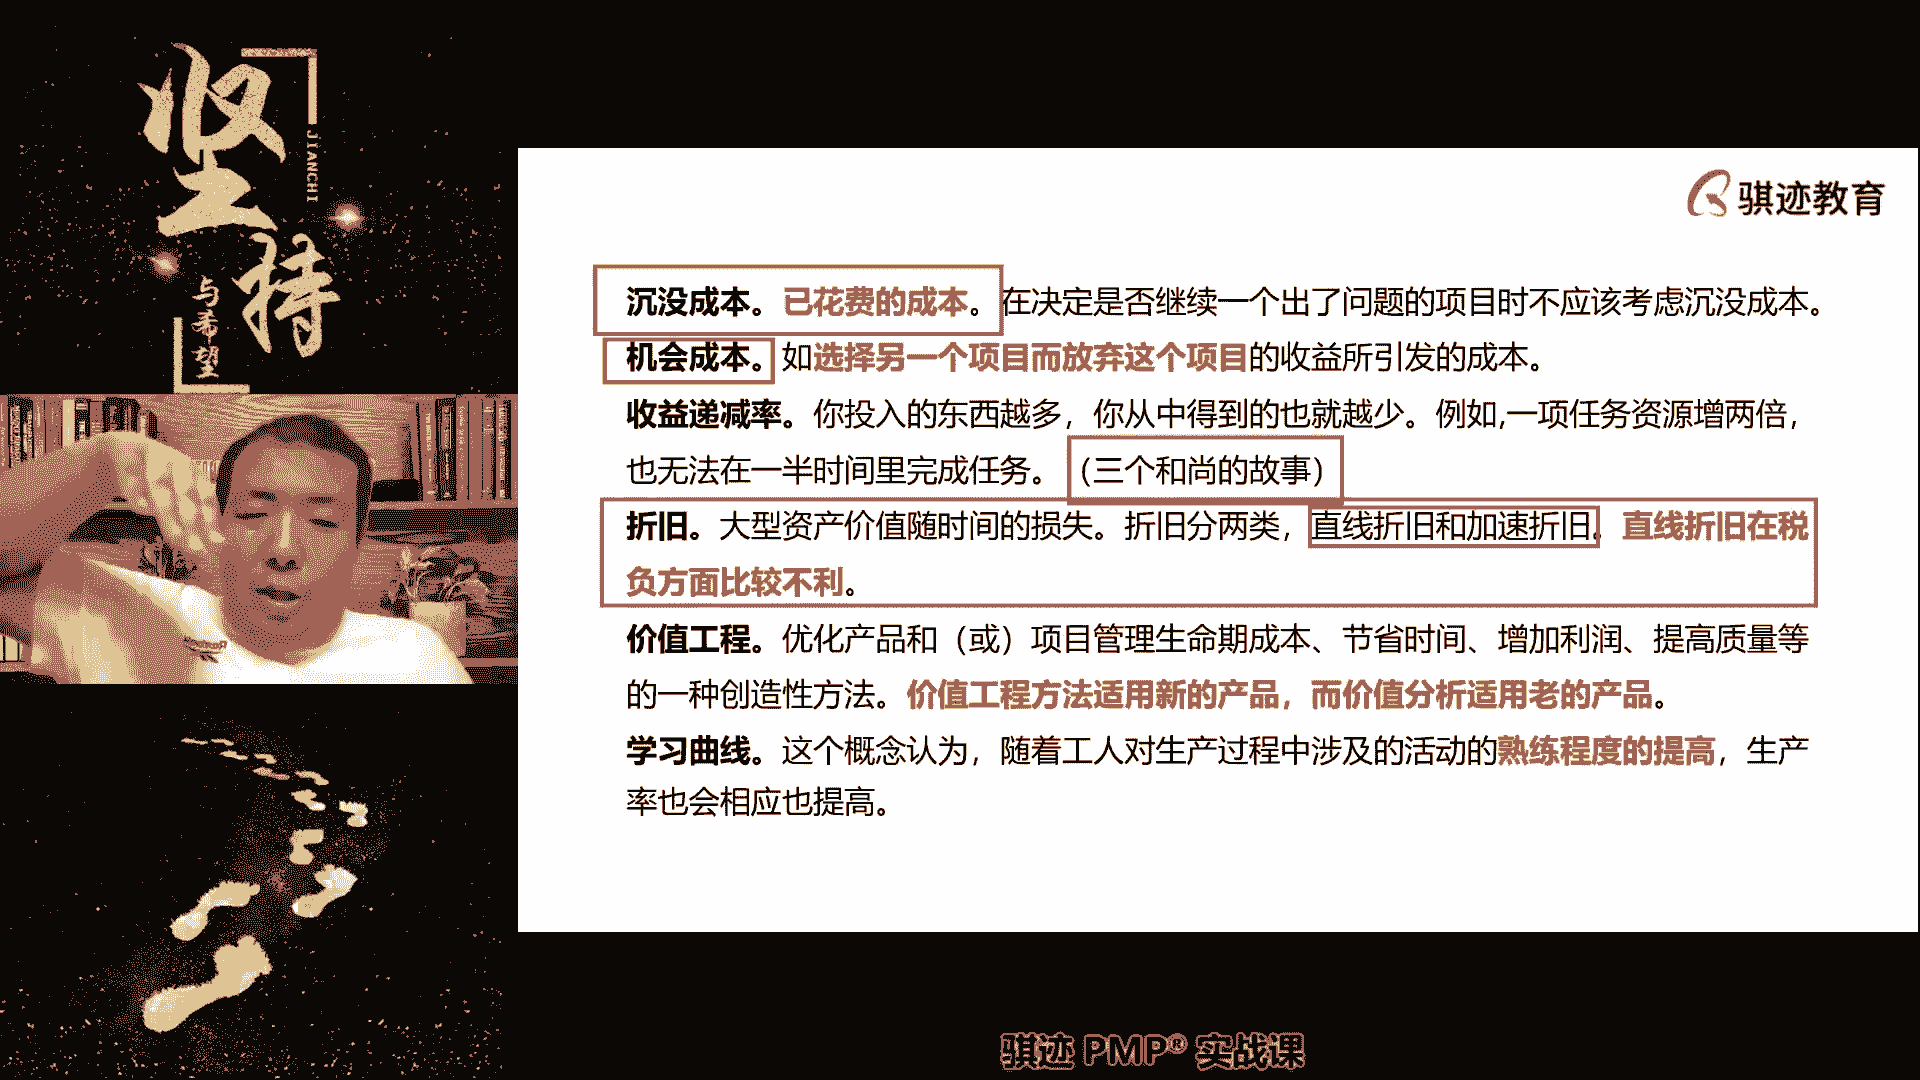 坚持
JIANCHI
与希望
骐迹教育
沉没成本。已花费的成本。在决定是否继续一个出了问题的项目时不应该考虑沉没成本。
机会成本。如选择另一个项目而放弃这个项目的收益所引发的成本。
收益递减率。你投入的东西越多，你从中得到的也就越少。例如,一项任务资源增两倍，
也无法在一半时间里完成任务。（三个和尚的故事）
折旧。大型资产价值随时间的损失。折旧分两类，直线折旧和加速折旧。直线折旧在税
负方面比较不利。
价值工程。优化产品和（或）项目管理生命期成本、节省时间、增加利润、提高质量等
的一种创造性方法。价值工程方法适用新的产品，而价值分析适用老的产品。
学习曲线。这个概念认为，随着工人对生产过程中涉及的活动的熟练程度的提高，生产
率也会相应也提高。
骐迹 PMP® 实战课